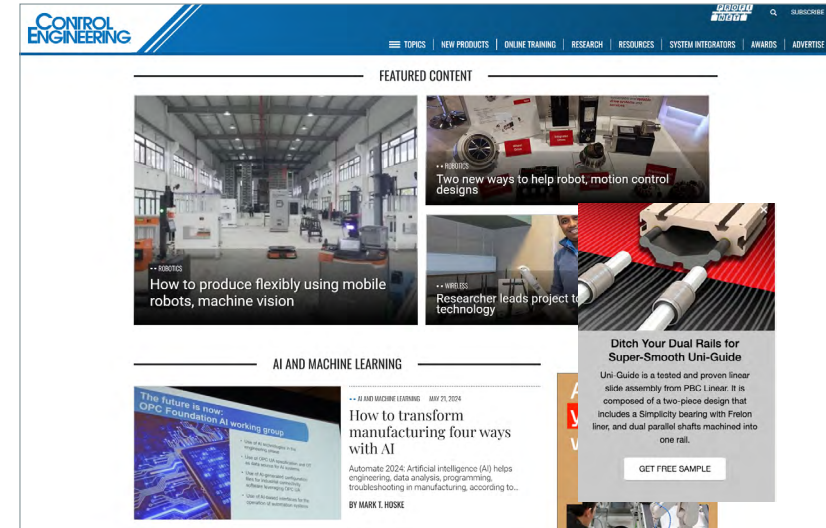 CONTROL
ENGINEERING
PROFI
NET
SUBSCRIBE
TOPICS
NEW PRODUCTS
ONLINE TRAINING
RESEARCH
RESOURCES
SYSTEM INTEGRATORS
AWARDS
ADVERTISE
FEATURED CONTENT
ROBOTICS
How to produce flexibly using mobile
robots, machine vision
ROBOTICS
Two new ways to help robot, motion control
designs
WIRELESS
Researcher leads project to
technology
Ditch Your Dual Rails for
Super-Smooth Uni-Guide
Uni-Guide is a tested and proven linear
slide assembly from PBC Linear. It is
composed of a two-piece design that
includes a Simplicity bearing with Frelon
liner, and dual parallel shafts machined into
one rail.
GET FREE SAMPLE
AI AND MACHINE LEARNING
The future is now:
OPC Foundation AI working group
AI AND MACHINE LEARNING MAY 21, 2024
How to transform
manufacturing four ways
with AI
Automate 2024: Artificial intelligence (AI) helps
engineering, data analysis, programming,
troubleshooting in manufacturing, according to...
BY MARK T. HOSKE